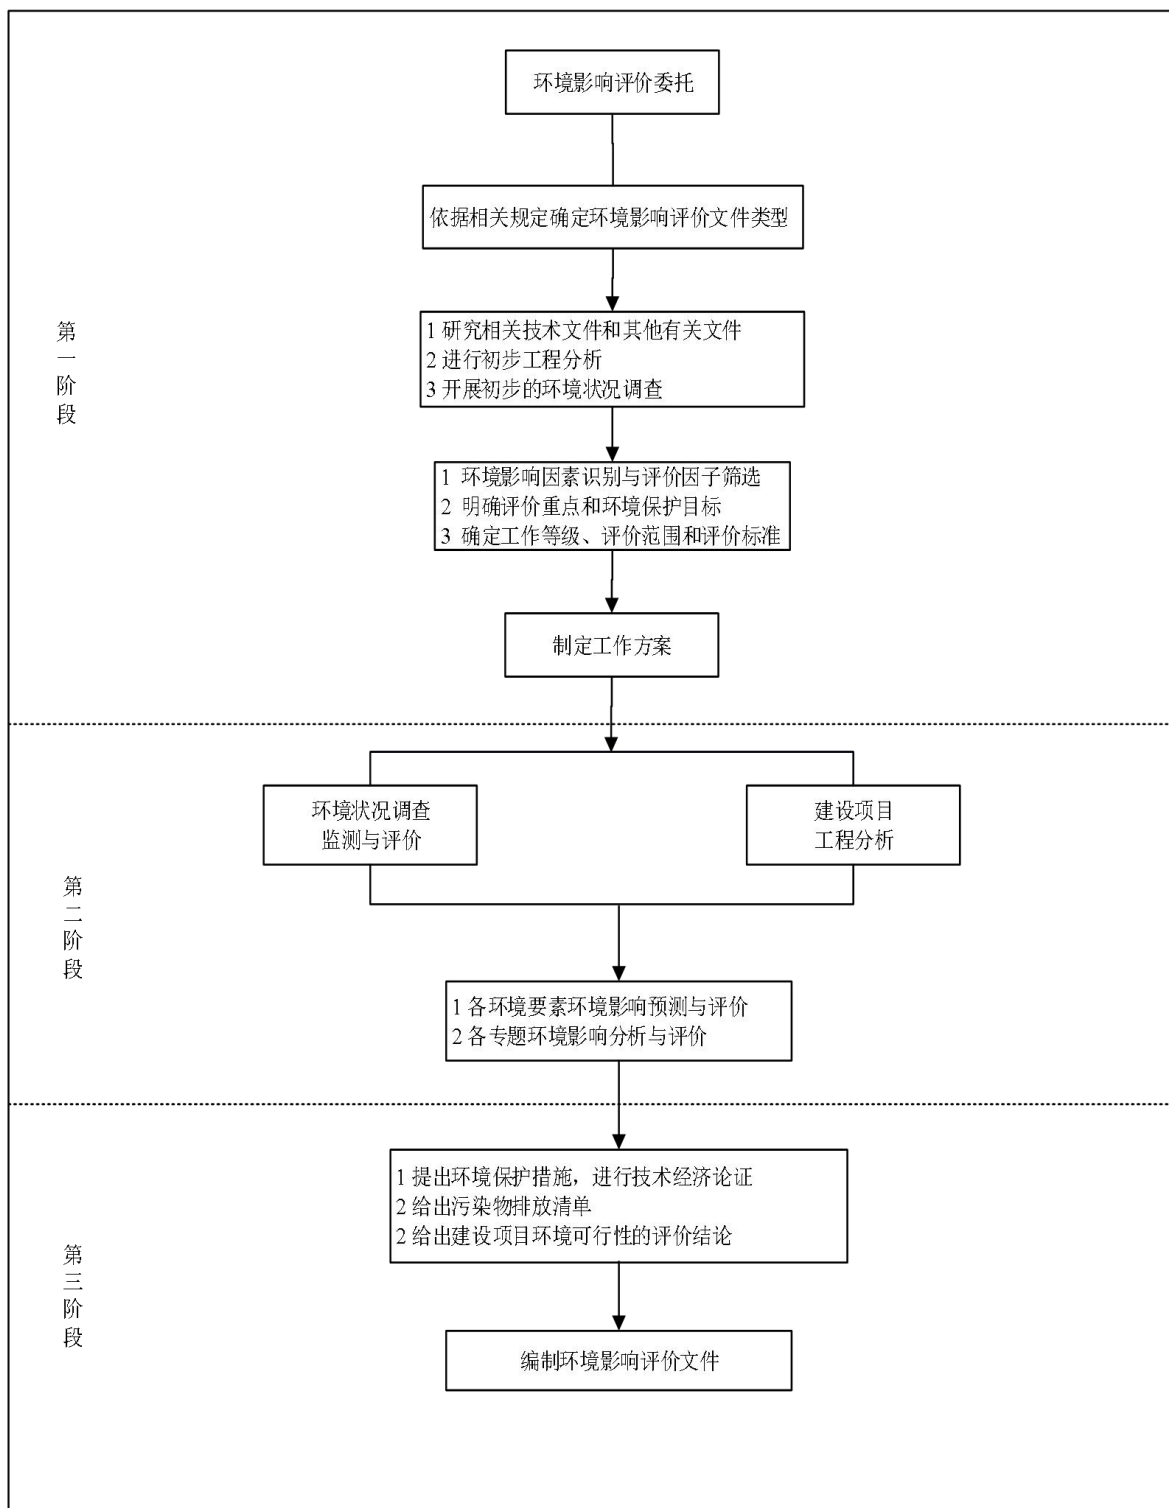 环境影响评价委托
依据相关规定确定环境影响评价文件类型
第一阶段
1 研究相关技术文件和其他有关文件
2 进行初步工程分析
3 开展初步的环境状况调查
1 环境影响因素识别与评价因子筛选
2 明确评价重点和环境保护目标
3 确定工作等级、评价范围和评价标准
制定工作方案
环境状况调查
监测与评价
建设项目
工程分析
第二阶段
1 各环境要素环境影响预测与评价
2 各专题环境影响分析与评价
第三阶段
1 提出环境保护措施，进行技术经济论证
2 给出污染物排放清单
2 给出建设项目环境可行性的评价结论
编制环境影响评价文件